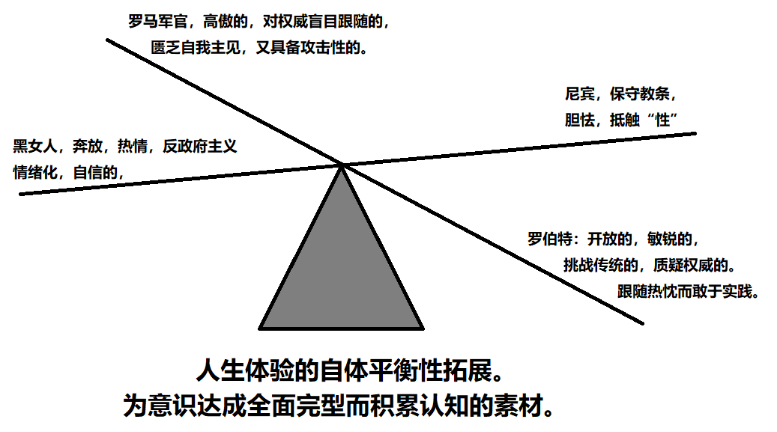 罗马军官，高傲的，对权威盲目跟随的，
匮乏自我主见，又具备攻击性的。
尼宾，保守教条，
胆怯，抵触“性”
黑女人，奔放，热情，反政府主义
情绪化，自信的，
罗伯特：开放的，敏锐的，
挑战传统的，质疑权威的。
跟随热忱而敢于实践。
人生体验的自体平衡性拓展。
为意识达成全面完型而积累认知的素材。